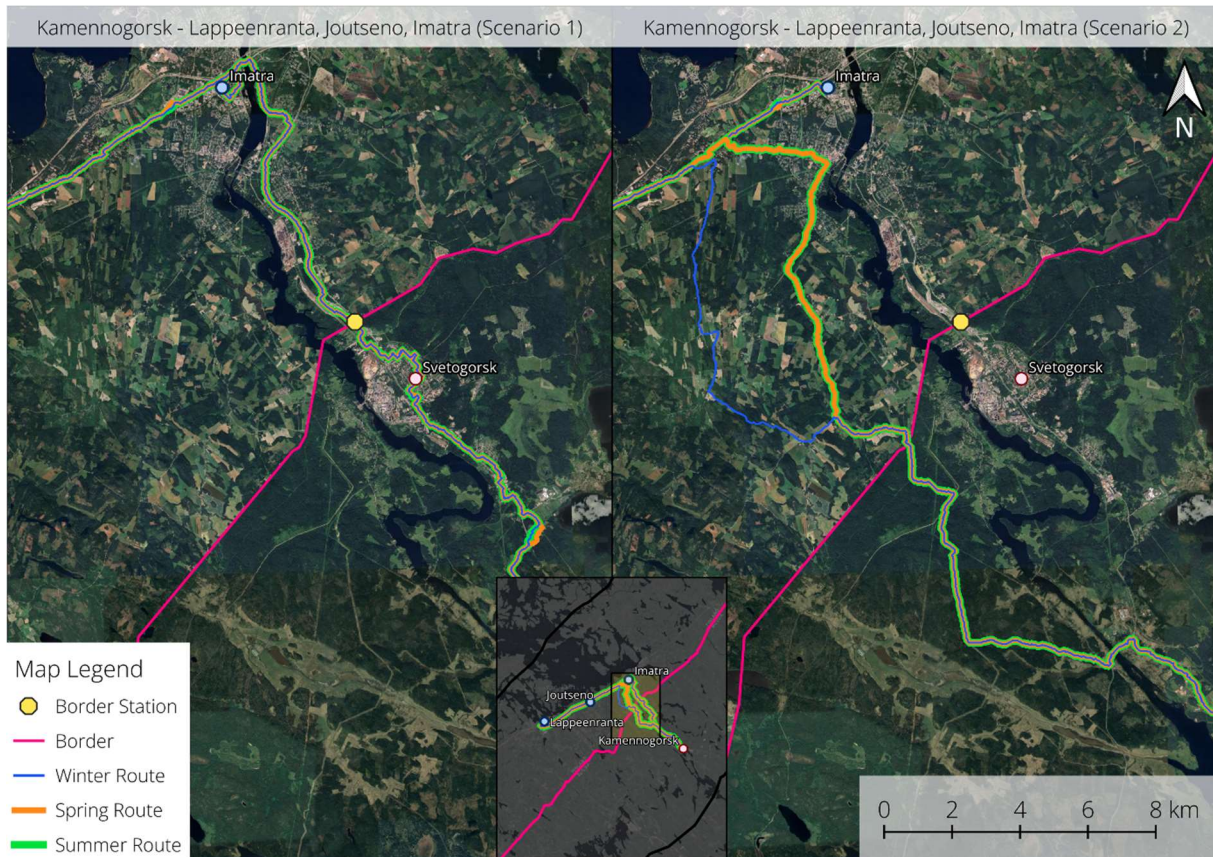 Kamennogorsk - Lappeenranta, Joutseno, Imatra (Scenario 1)
Kamennogorsk - Lappeenranta, Joutseno, Imatra (Scenario 2)
Imatra
Imatra
N
Svetogorsk
Svetogorsk
Map Legend
Border Station
Border
Winter Route
Spring Route
Summer Route
Imatra
Joutseno
Lappeenranta
Kamennogorsk
0 2 4 6 8 km